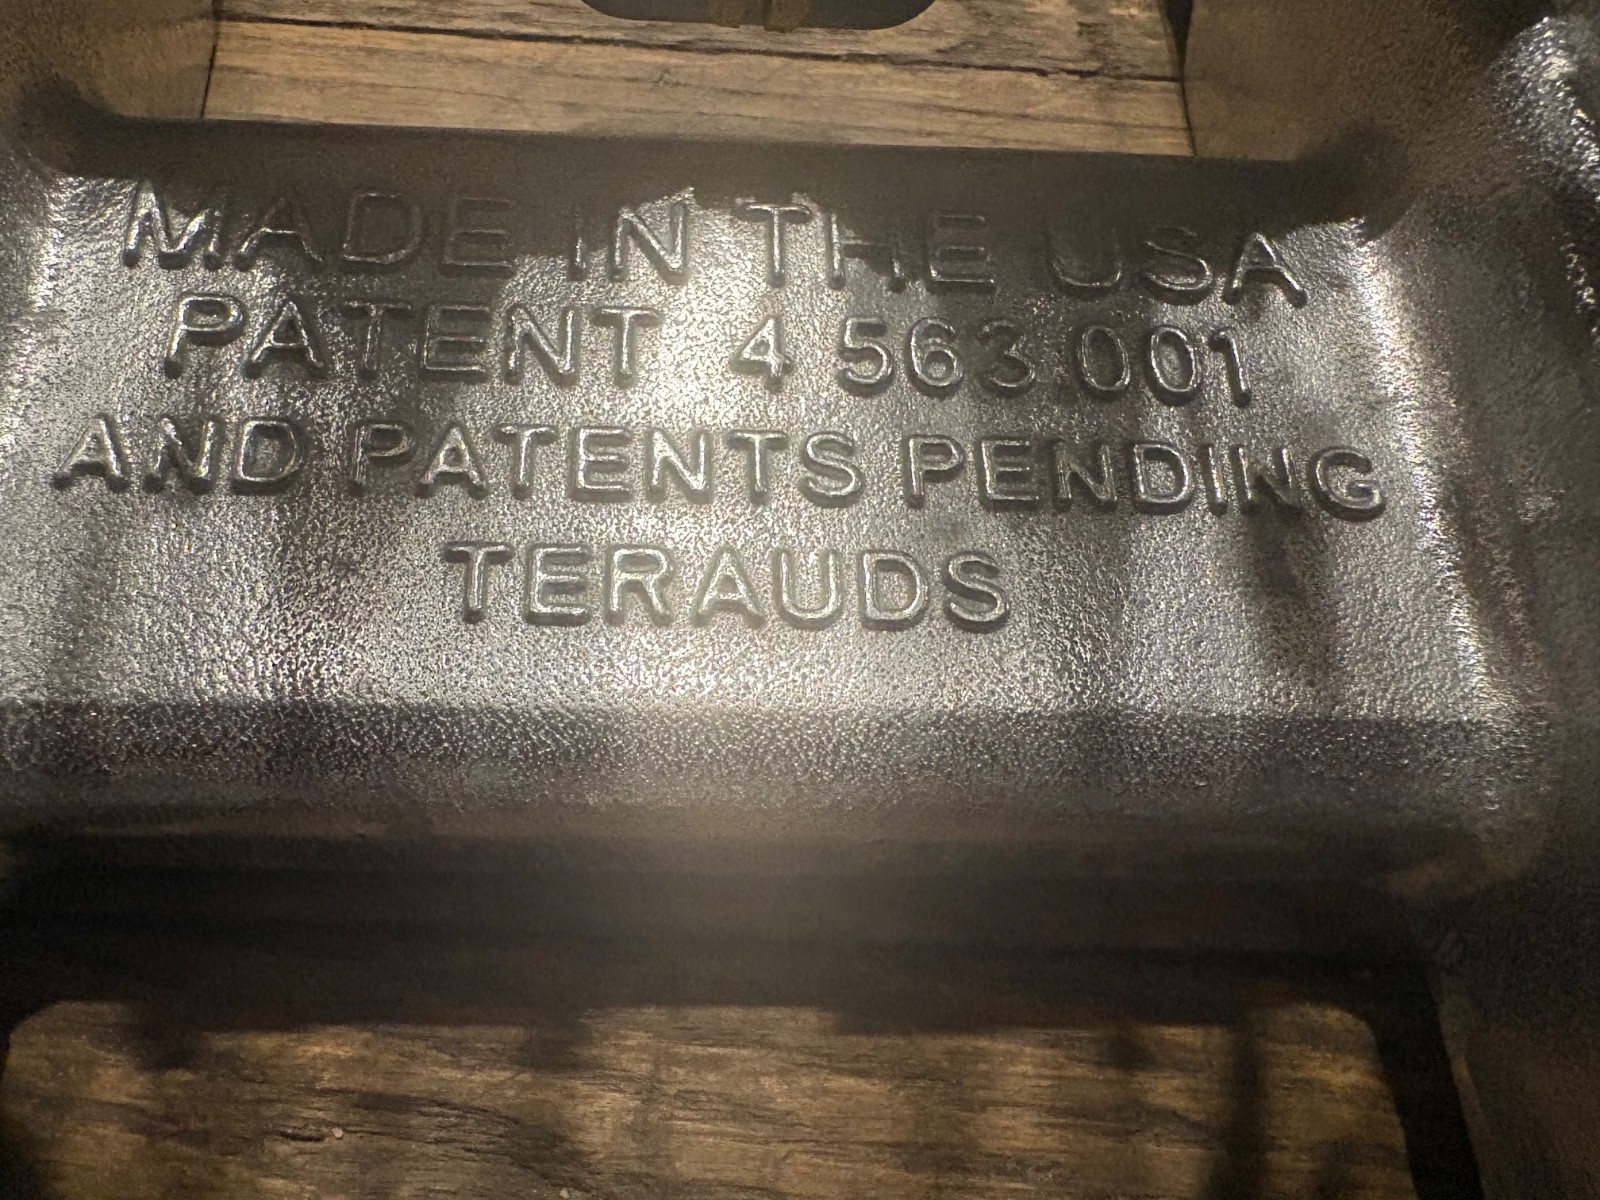 MADE IN THE USA
PATENT 4 563 001
AND PATENTS PENDING
TERAUDS